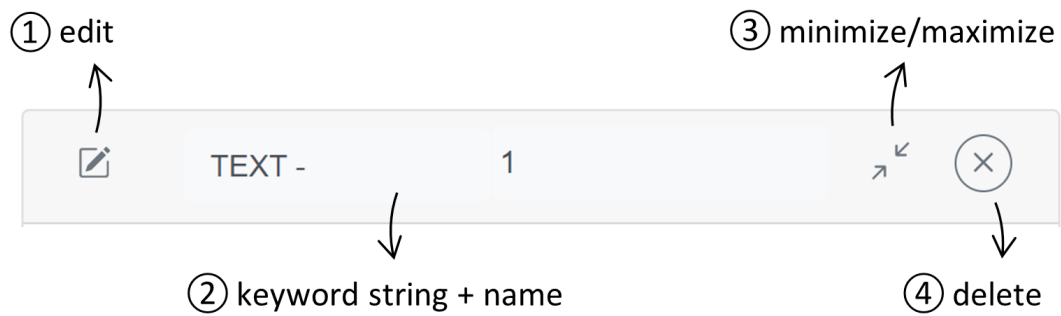 ① edit
③ minimize/maximize
TEXT - 1
② keyword string + name
④ delete